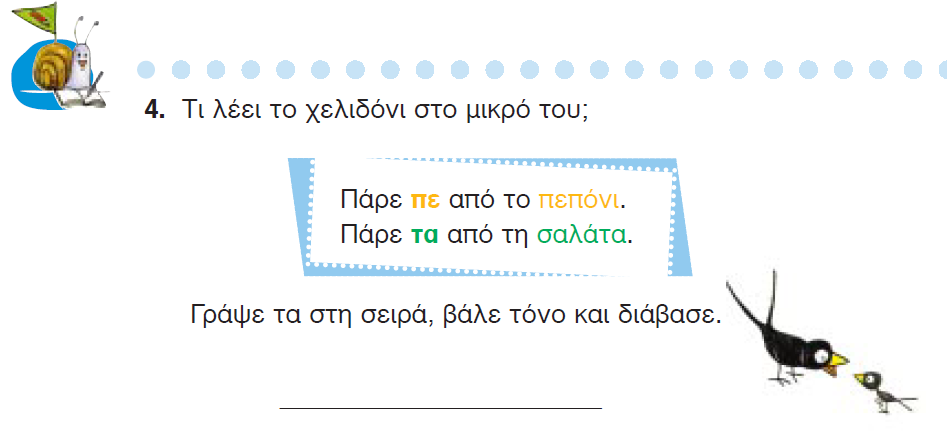 4. Τι λέει το χελιδόνι στο μικρό του;
Πάρε πε από το πεπόνι.
Πάρε τα από τη σαλάτα.
Γράψε τα στη σειρά, βάλε τόνο και διάβασε.